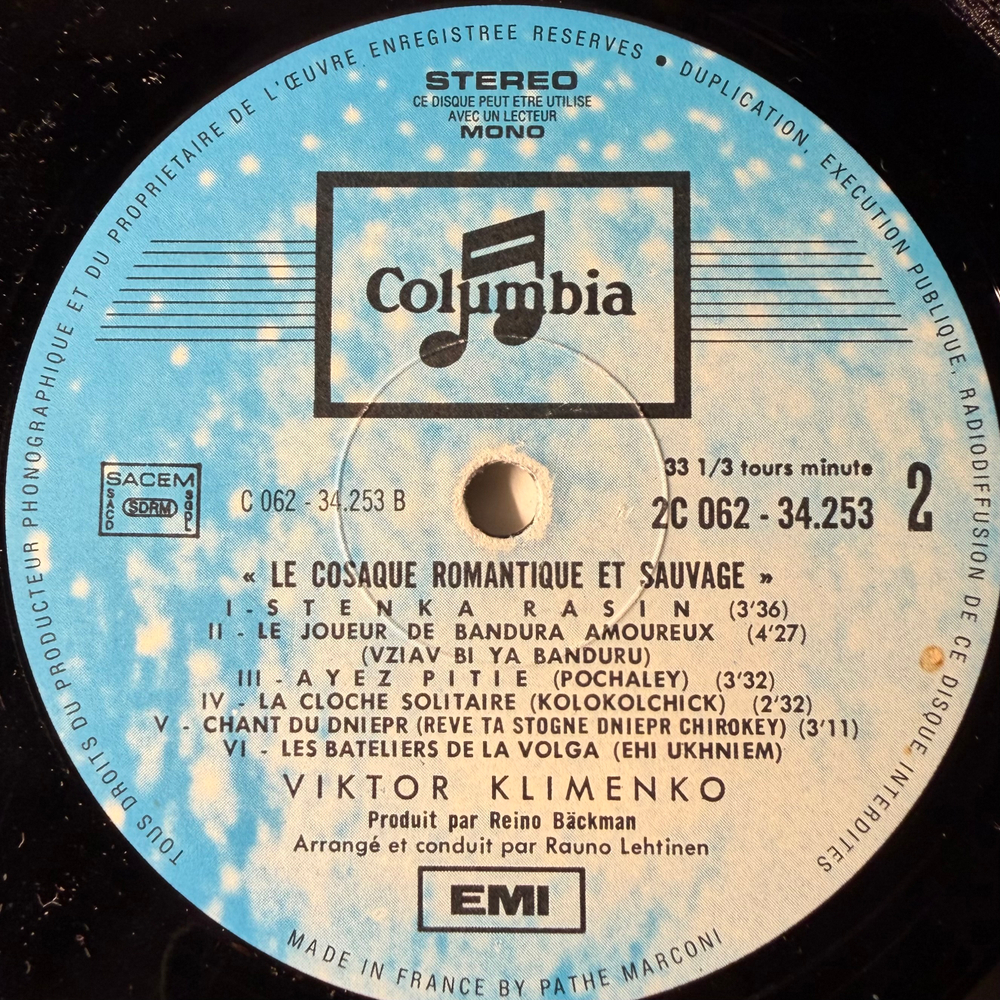 TOUS DROITS DU PRODUCTEUR PHONOGRAPHIQUE ET DU PROPRIETAIRE DE L'ŒUVRE ENREGISTREE RESERVES • DUPLICATION, EXECUTION PUBLIQUE, RADIODIFFUSION DE CE DISQUE INTERDITES
STEREO
CE DISQUE PEUT ETRE UTILISE
AVEC UN LECTEUR
MONO
Columbia
SACEM
SACD
SDRM
SGDL
C 062 - 34.253 B
33 1/3 tours minute
2C 062 - 34.253
2
« LE COSAQUE ROMANTIQUE ET SAUVAGE »
I - STENKA RASIN (3'36)
II - LE JOUEUR DE BANDURA AMOUREUX (4'27)
(VZIAV BI YA BANDURU)
III - AYEZ PITIE (POCHALEY) (3'32)
IV - LA CLOCHE SOLITAIRE (KOLOKOLCHICK) (2'32)
V - CHANT DU DNIEPR (REVE TA STOGNE DNIEPR CHIROKEY) (3'11)
VI - LES BATELIERS DE LA VOLGA (EHI UKHNIEM)
VIKTOR KLIMENKO
Produit par Reino Bäckman
Arrangé et conduit par Rauno Lehtinen
EMI
MADE IN FRANCE BY PATHE MARCONI